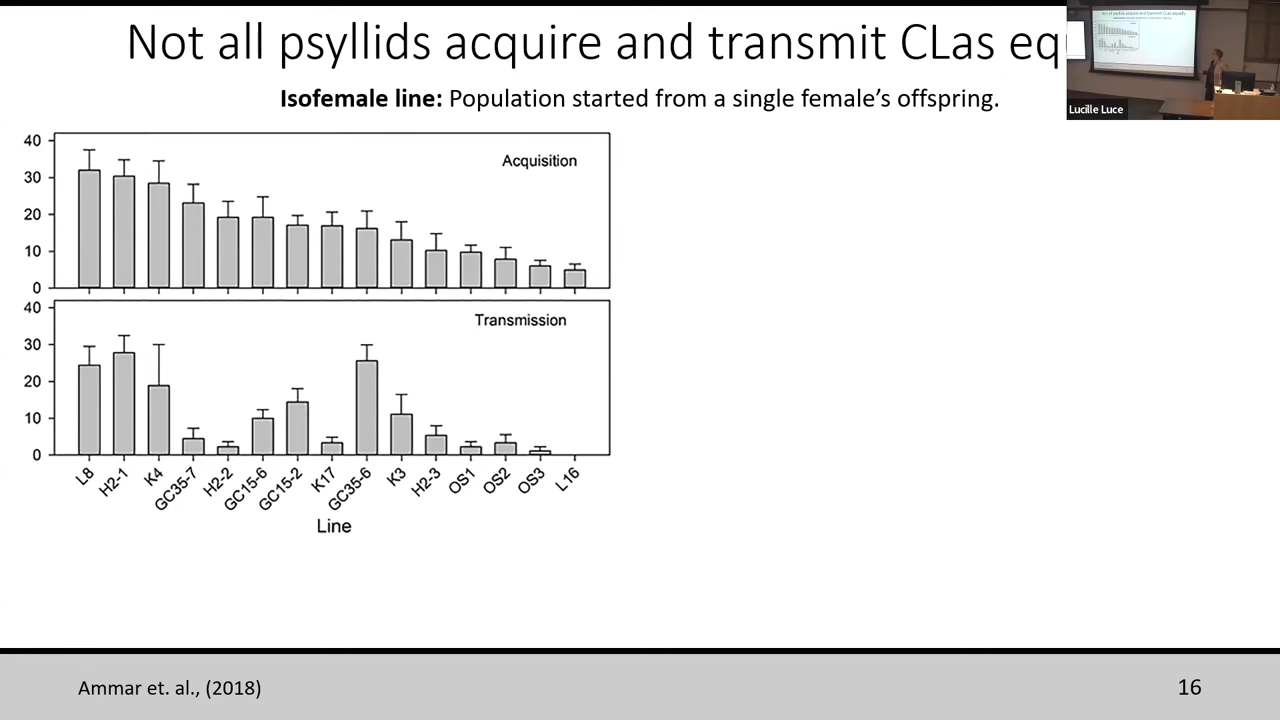 Not all psyllids acquire and transmit CLas eq
Isofemale line: Population started from a single female's offspring.
Lucille Luce
40
30
20
10
0
Acquisition
40
30
20
10
0
Transmission
L8
H2-1
K4
GC35-7
H2-2
GC15-6
GC15-2
K17
GC35-6
K3
H2-3
OS1
OS2
OS3
L16
Line
Ammar et. al., (2018)
16